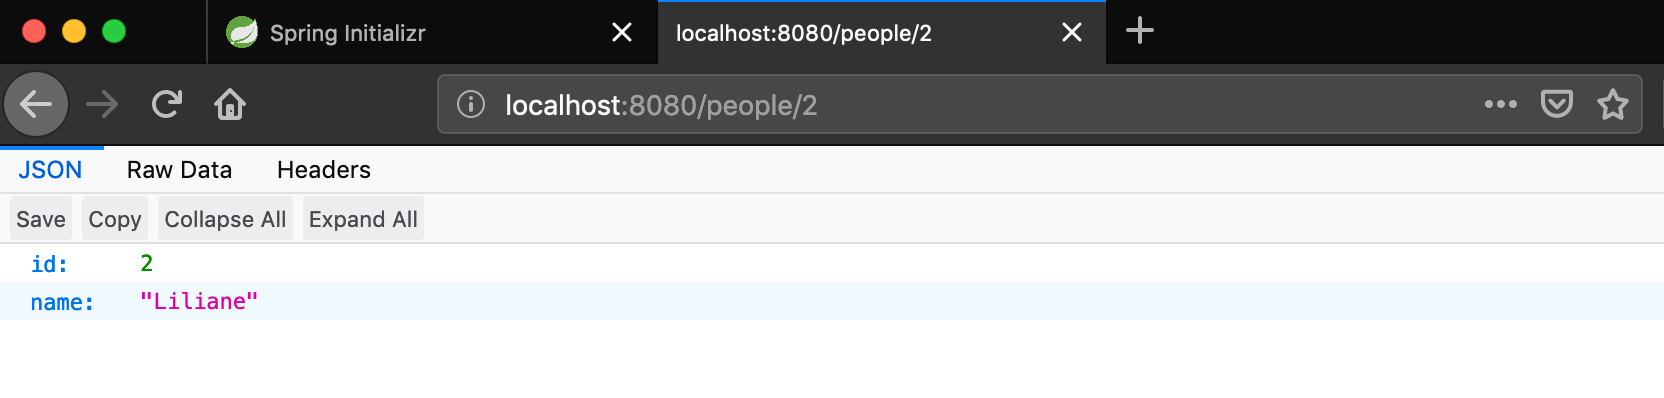 Spring Initializr
localhost:8080/people/2
localhost:8080/people/2
JSON Raw Data Headers
Save Copy Collapse All Expand All
id: 2
name: "Liliane"